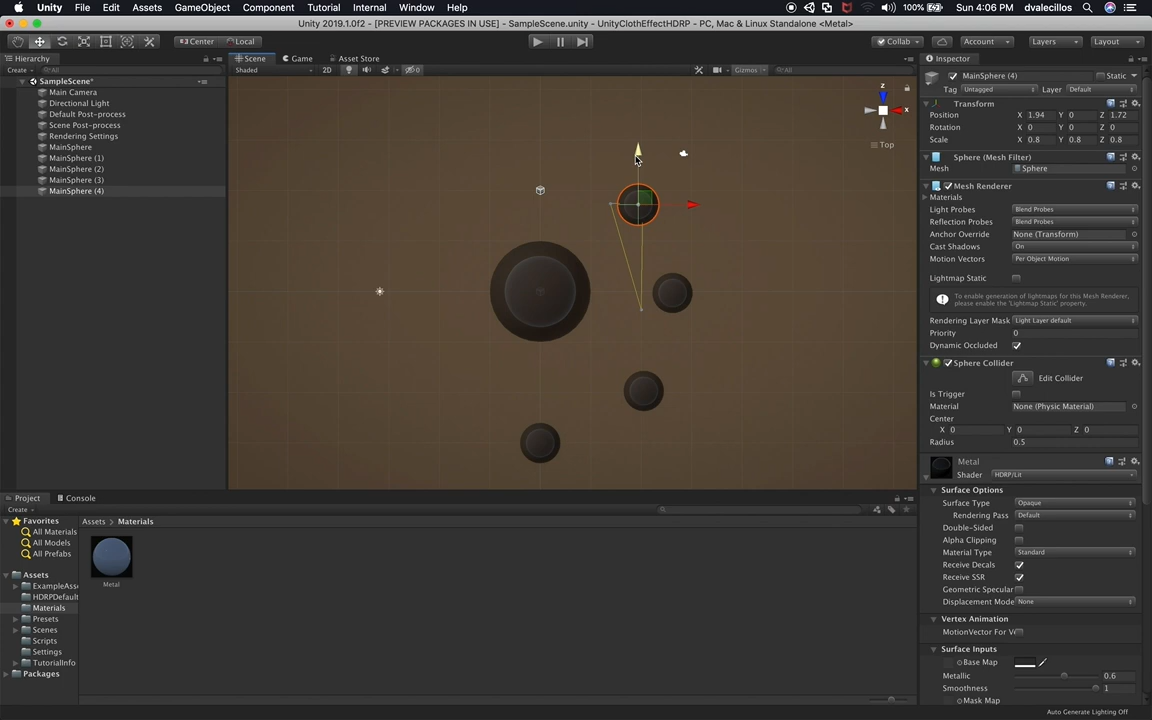 Unity File Edit Assets GameObject Component Tutorial Internal Window Help 100% Sun 4:06 PM dvalecillos
Unity 2019.1.0f2 - [PREVIEW PACKAGES IN USE] - SampleScene.unity - UnityClothEffectHDRP - PC, Mac & Linux Standalone <Metal>
Center Local Collab Account Layers Layout
Hierarchy Scene Game Asset Store Inspector
Create All Shaded 2D 0 Gizmos All
SampleScene*
Main Camera
Directional Light
Default Post-process
Scene Post-process
Rendering Settings
MainSphere
MainSphere (1)
MainSphere (2)
MainSphere (3)
MainSphere (4)
z
x
Top
MainSphere (4) Static
Tag Untagged Layer Default
Transform
Position X 1.94 Y 0 Z 1.72
Rotation X 0 Y 0 Z 0
Scale X 0.8 Y 0.8 Z 0.8
Sphere (Mesh Filter)
Mesh Sphere
Mesh Renderer
Materials
Light Probes Blend Probes
Reflection Probes Blend Probes
Anchor Override None (Transform)
Cast Shadows On
Motion Vectors Per Object Motion
Lightmap Static
To enable generation of lightmaps for this Mesh Renderer,
please enable the 'Lightmap Static' property.
Rendering Layer Mask Light Layer default
Priority 0
Dynamic Occluded
Sphere Collider
Edit Collider
Is Trigger
Material None (Physic Material)
Center
X 0 Y 0 Z 0
Radius 0.5
Metal
Shader HDRP/Lit
Surface Options
Surface Type Opaque
Rendering Pass Default
Double-Sided
Alpha Clipping
Material Type Standard
Receive Decals
Receive SSR
Geometric Specular
Displacement Mode None
Vertex Animation
MotionVector For V
Surface Inputs
Base Map
Metallic 0.6
Smoothness 1
Mask Map
Project Console
Create
Favorites
All Materials
All Models
All Prefabs
Assets
ExampleAsse
HDRPDefault
Materials
Presets
Scenes
Scripts
Settings
TutorialInfo
Packages
Assets > Materials
Metal
Auto Generate Lighting Off